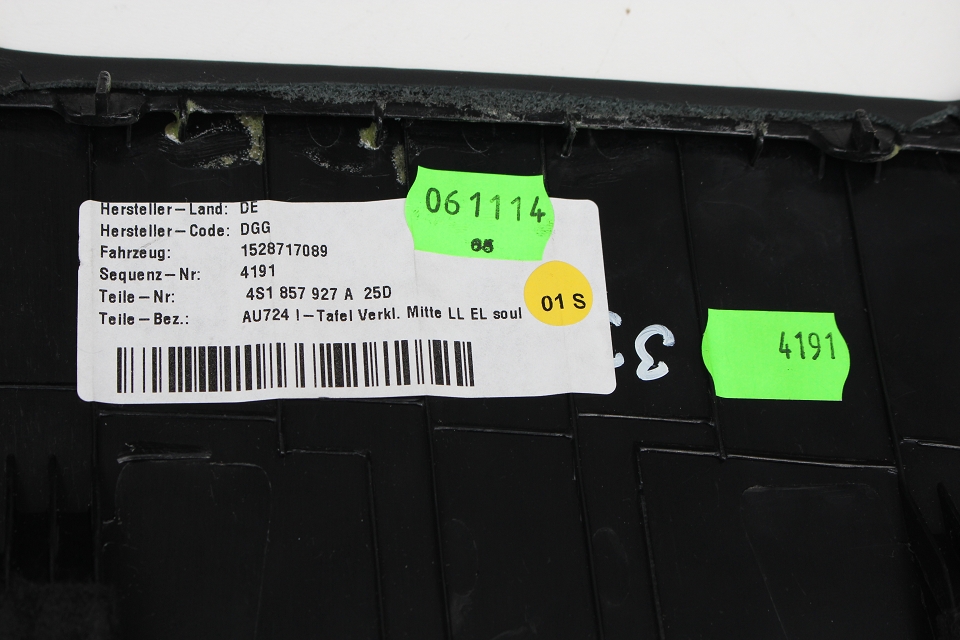 Hersteller-Land: DE
Hersteller-Code: DGG
Fahrzeug: 1528717089
Sequenz-Nr: 4191
Teile-Nr: 4S1 857 927 A 25D
Teile-Bez.: AU724 I-Tafel Verkl. Mitte LL EL soul
061114
01 S
3
4191